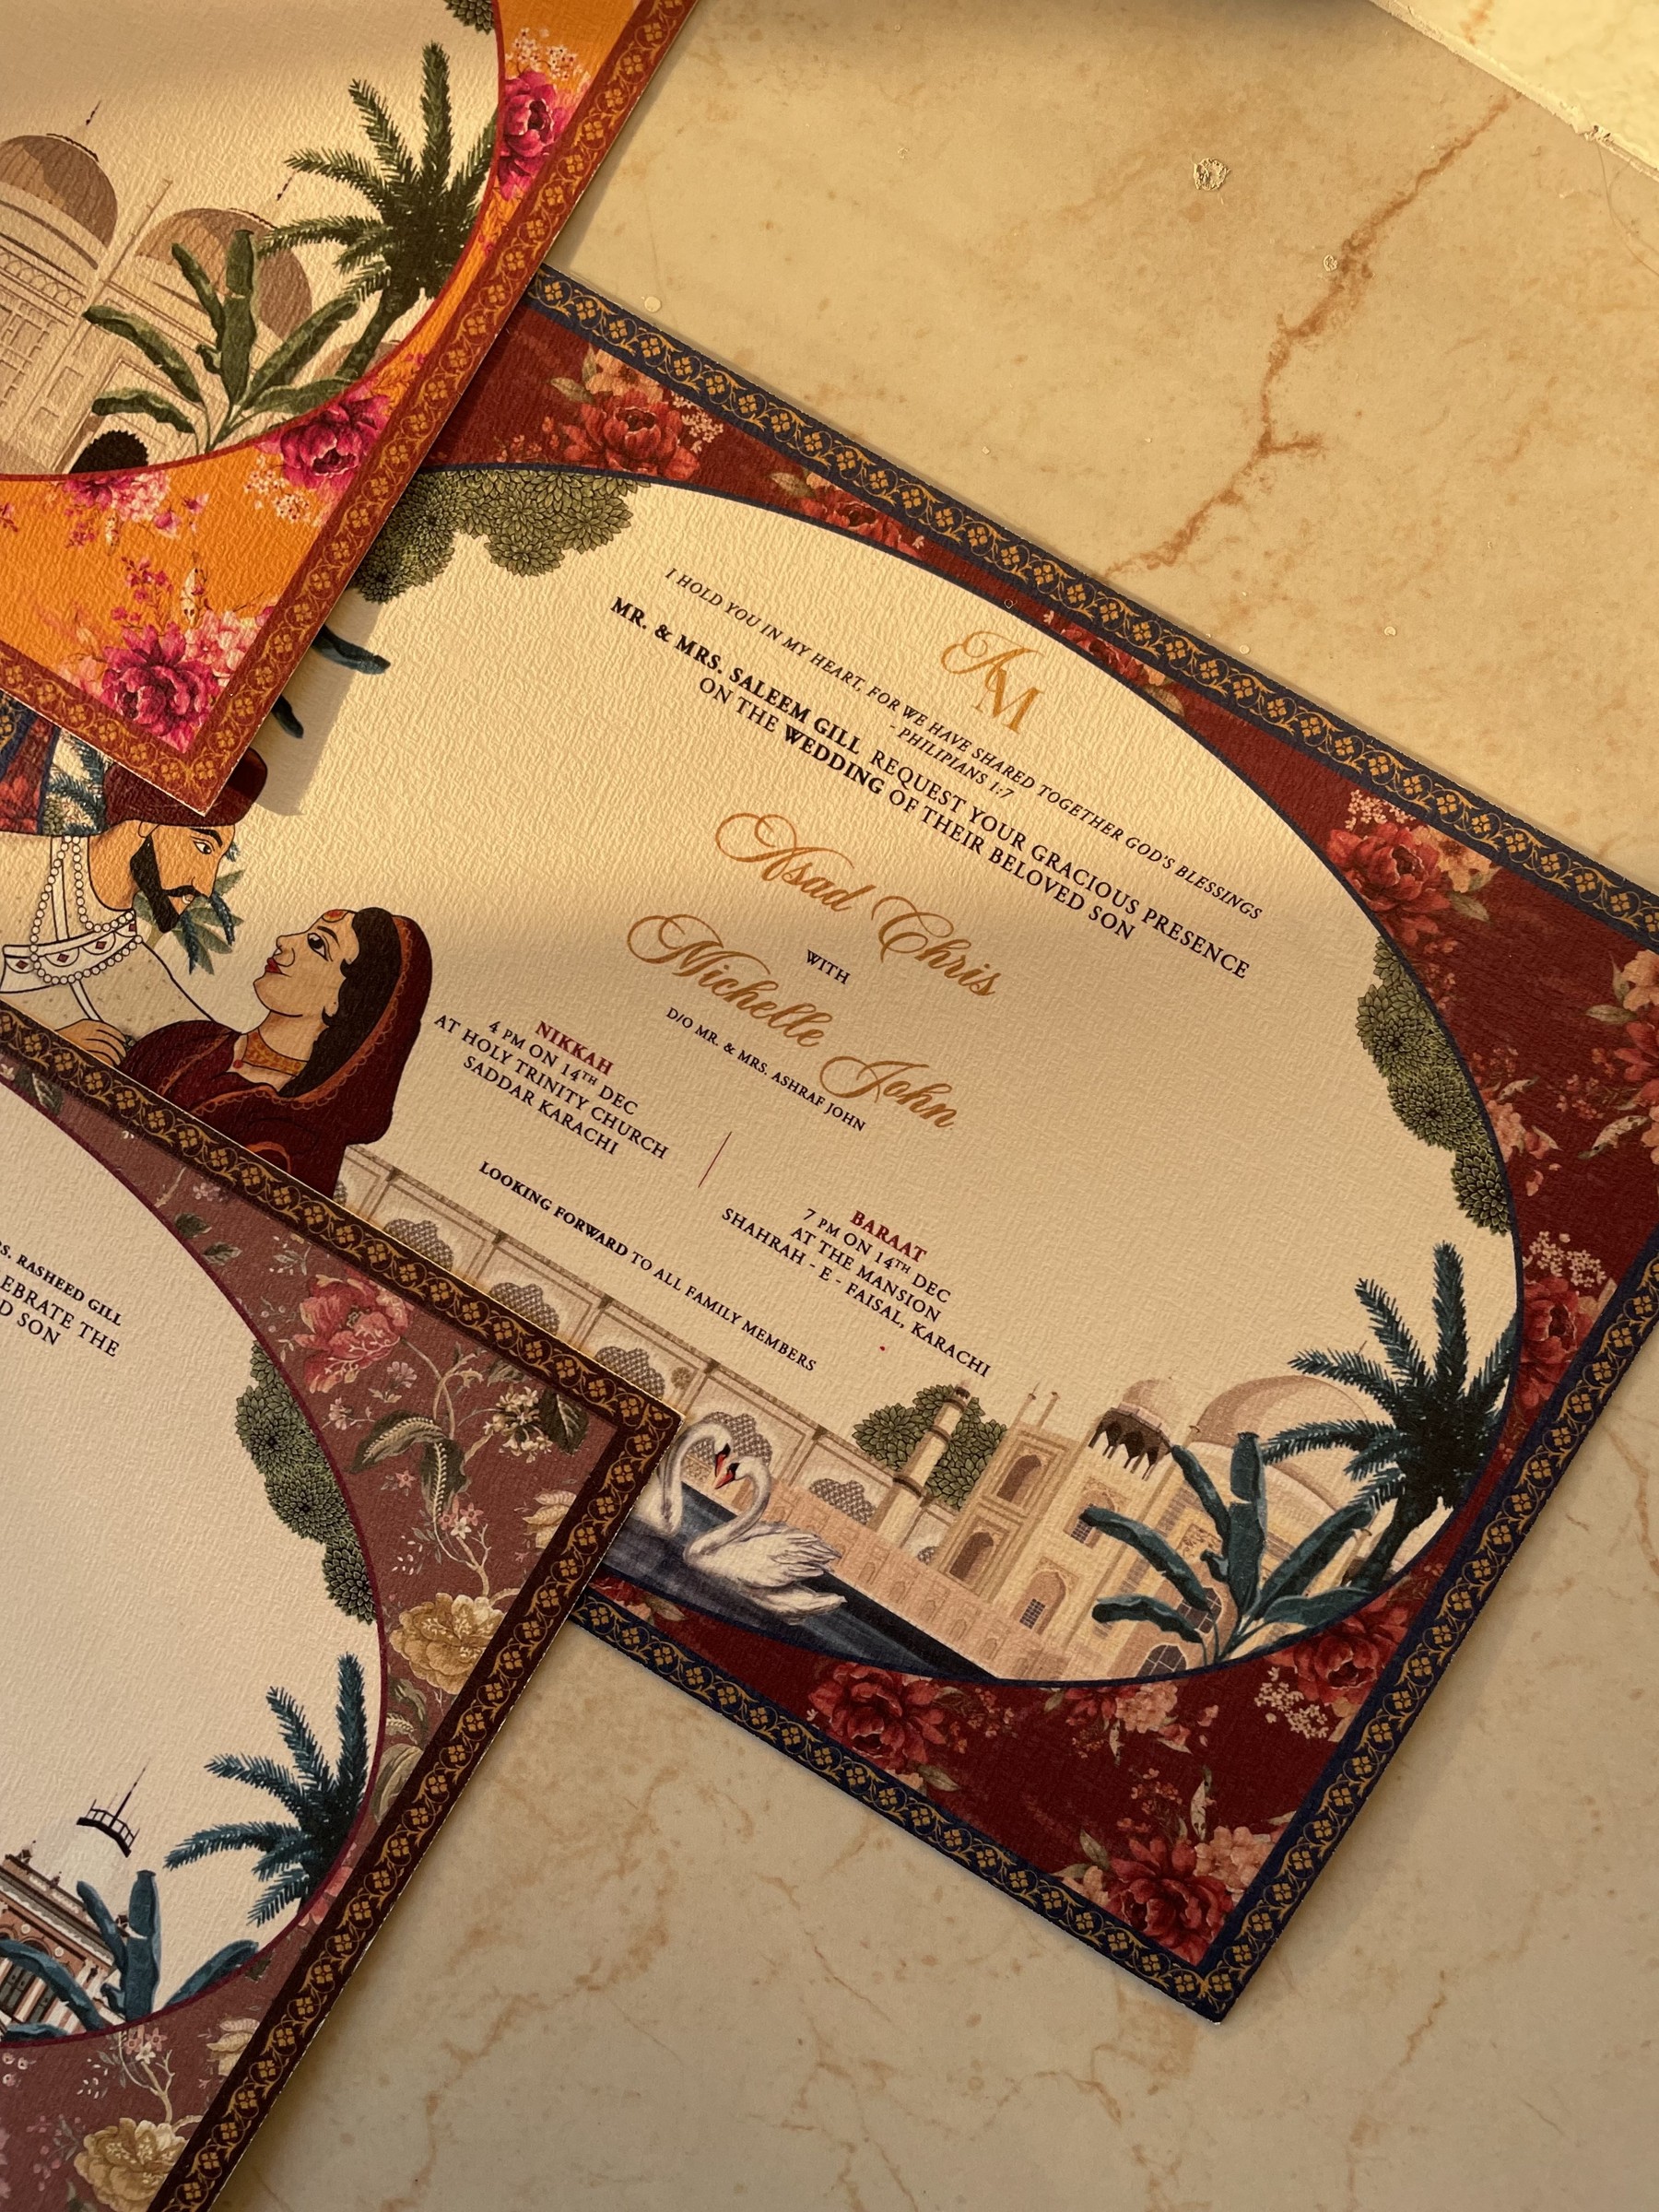 AM
I HOLD YOU IN MY HEART, FOR WE HAVE SHARED TOGETHER GOD'S BLESSINGS
- PHILIPIANS 1:7
MR. & MRS. SALEEM GILL REQUEST YOUR GRACIOUS PRESENCE
ON THE WEDDING OF THEIR BELOVED SON
Asad Chris
WITH
Michelle John
D/O MR. & MRS. ASHRAF JOHN
NIKKAH
4 PM ON 14TH DEC
AT HOLY TRINITY CHURCH
SADDAR KARACHI
BARAAT
7 PM ON 14TH DEC
AT THE MANSION
SHAHRAH - E - FAISAL, KARACHI
LOOKING FORWARD TO ALL FAMILY MEMBERS
RASHEED GILL
THE
SON